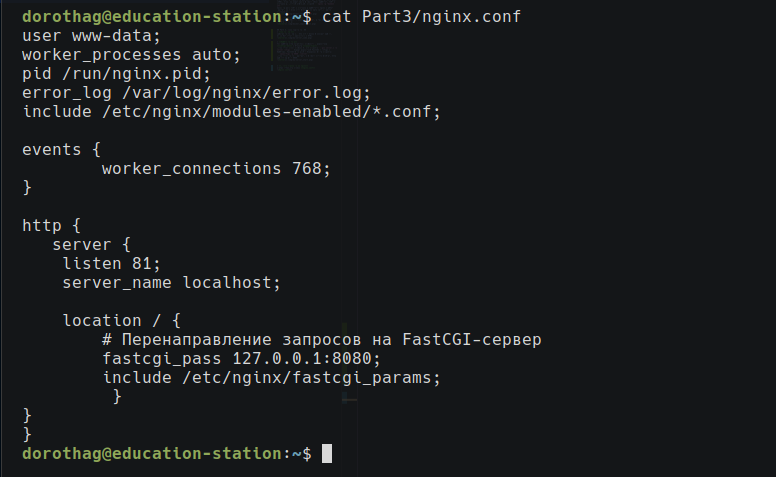 dorothag@education-station:~$ cat Part3/nginx.conf
user www-data;
worker_processes auto;
pid /run/nginx.pid;
error_log /var/log/nginx/error.log;
include /etc/nginx/modules-enabled/*.conf;

events {
        worker_connections 768;
}

http {
   server {
    listen 81;
    server_name localhost;

    location / {
        # Перенаправление запросов на FastCGI-сервер
        fastcgi_pass 127.0.0.1:8080;
        include /etc/nginx/fastcgi_params;
         }
}
}
dorothag@education-station:~$